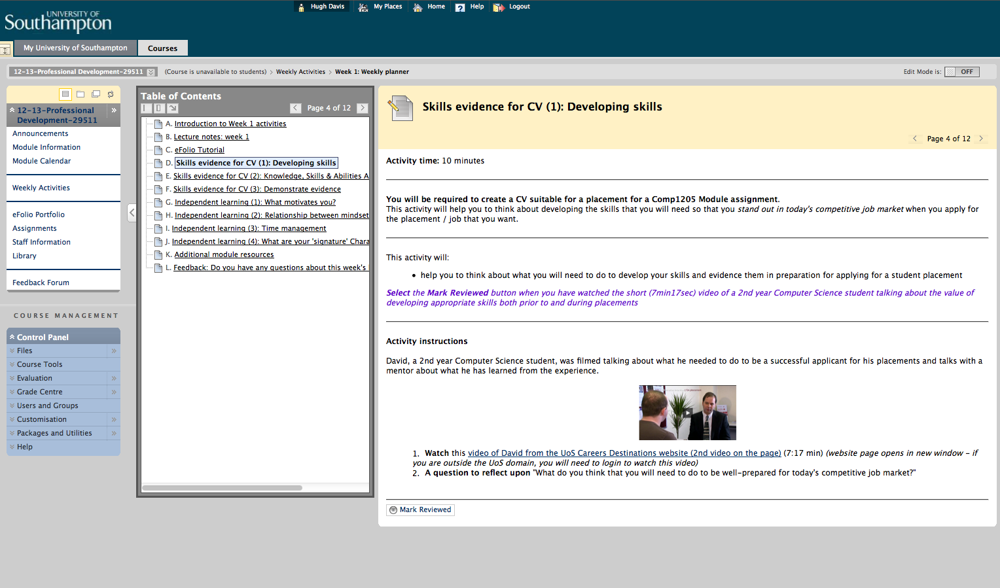 Hugh Davis
My Places
Home
Help
Logout
UNIVERSITY OF
Southampton
My University of Southampton
Courses
12-13-Professional Development-29511
(Course is unavailable to students) > Weekly Activities > Week 1: Weekly planner
Edit Mode is: OFF
12-13-Professional
Development-29511
Announcements
Module Information
Module Calendar
Weekly Activities
eFolio Portfolio
Assignments
Staff Information
Library
Feedback Forum
COURSE MANAGEMENT
Control Panel
Files
Course Tools
Evaluation
Grade Centre
Users and Groups
Customisation
Packages and Utilities
Help
Table of Contents
Page 4 of 12
A. Introduction to Week 1 activities
B. Lecture notes: week 1
C. eFolio Tutorial
D. Skills evidence for CV (1): Developing skills
E. Skills evidence for CV (2): Knowledge, Skills & Abilities A
F. Skills evidence for CV (3): Demonstrate evidence
G. Independent learning (1): What motivates you?
H. Independent learning (2): Relationship between mindset
I. Independent learning (3): Time management
J. Independent learning (4): What are your 'signature' Chara
K. Additional module resources
L. Feedback: Do you have any questions about this week's
Skills evidence for CV (1): Developing skills
Page 4 of 12
Activity time: 10 minutes
You will be required to create a CV suitable for a placement for a Comp1205 Module assignment.
This activity will help you to think about developing the skills that you will need so that you stand out in today's competitive job market when you apply for
the placement / job that you want.
This activity will:
• help you to think about what you will need to do to develop your skills and evidence them in preparation for applying for a student placement
Select the Mark Reviewed button when you have watched the short (7min17sec) video of a 2nd year Computer Science student talking about the value of
developing appropriate skills both prior to and during placements
Activity instructions
David, a 2nd year Computer Science student, was filmed talking about what he needed to do to be a successful applicant for his placements and talks with a
mentor about what he has learned from the experience.
1. Watch this video of David from the UoS Careers Destinations website (2nd video on the page) (7:17 min) (website page opens in new window - if
you are outside the UoS domain, you will need to login to watch this video)
2. A question to reflect upon "What do you think that you will need to do to be well-prepared for today's competitive job market?"
Mark Reviewed